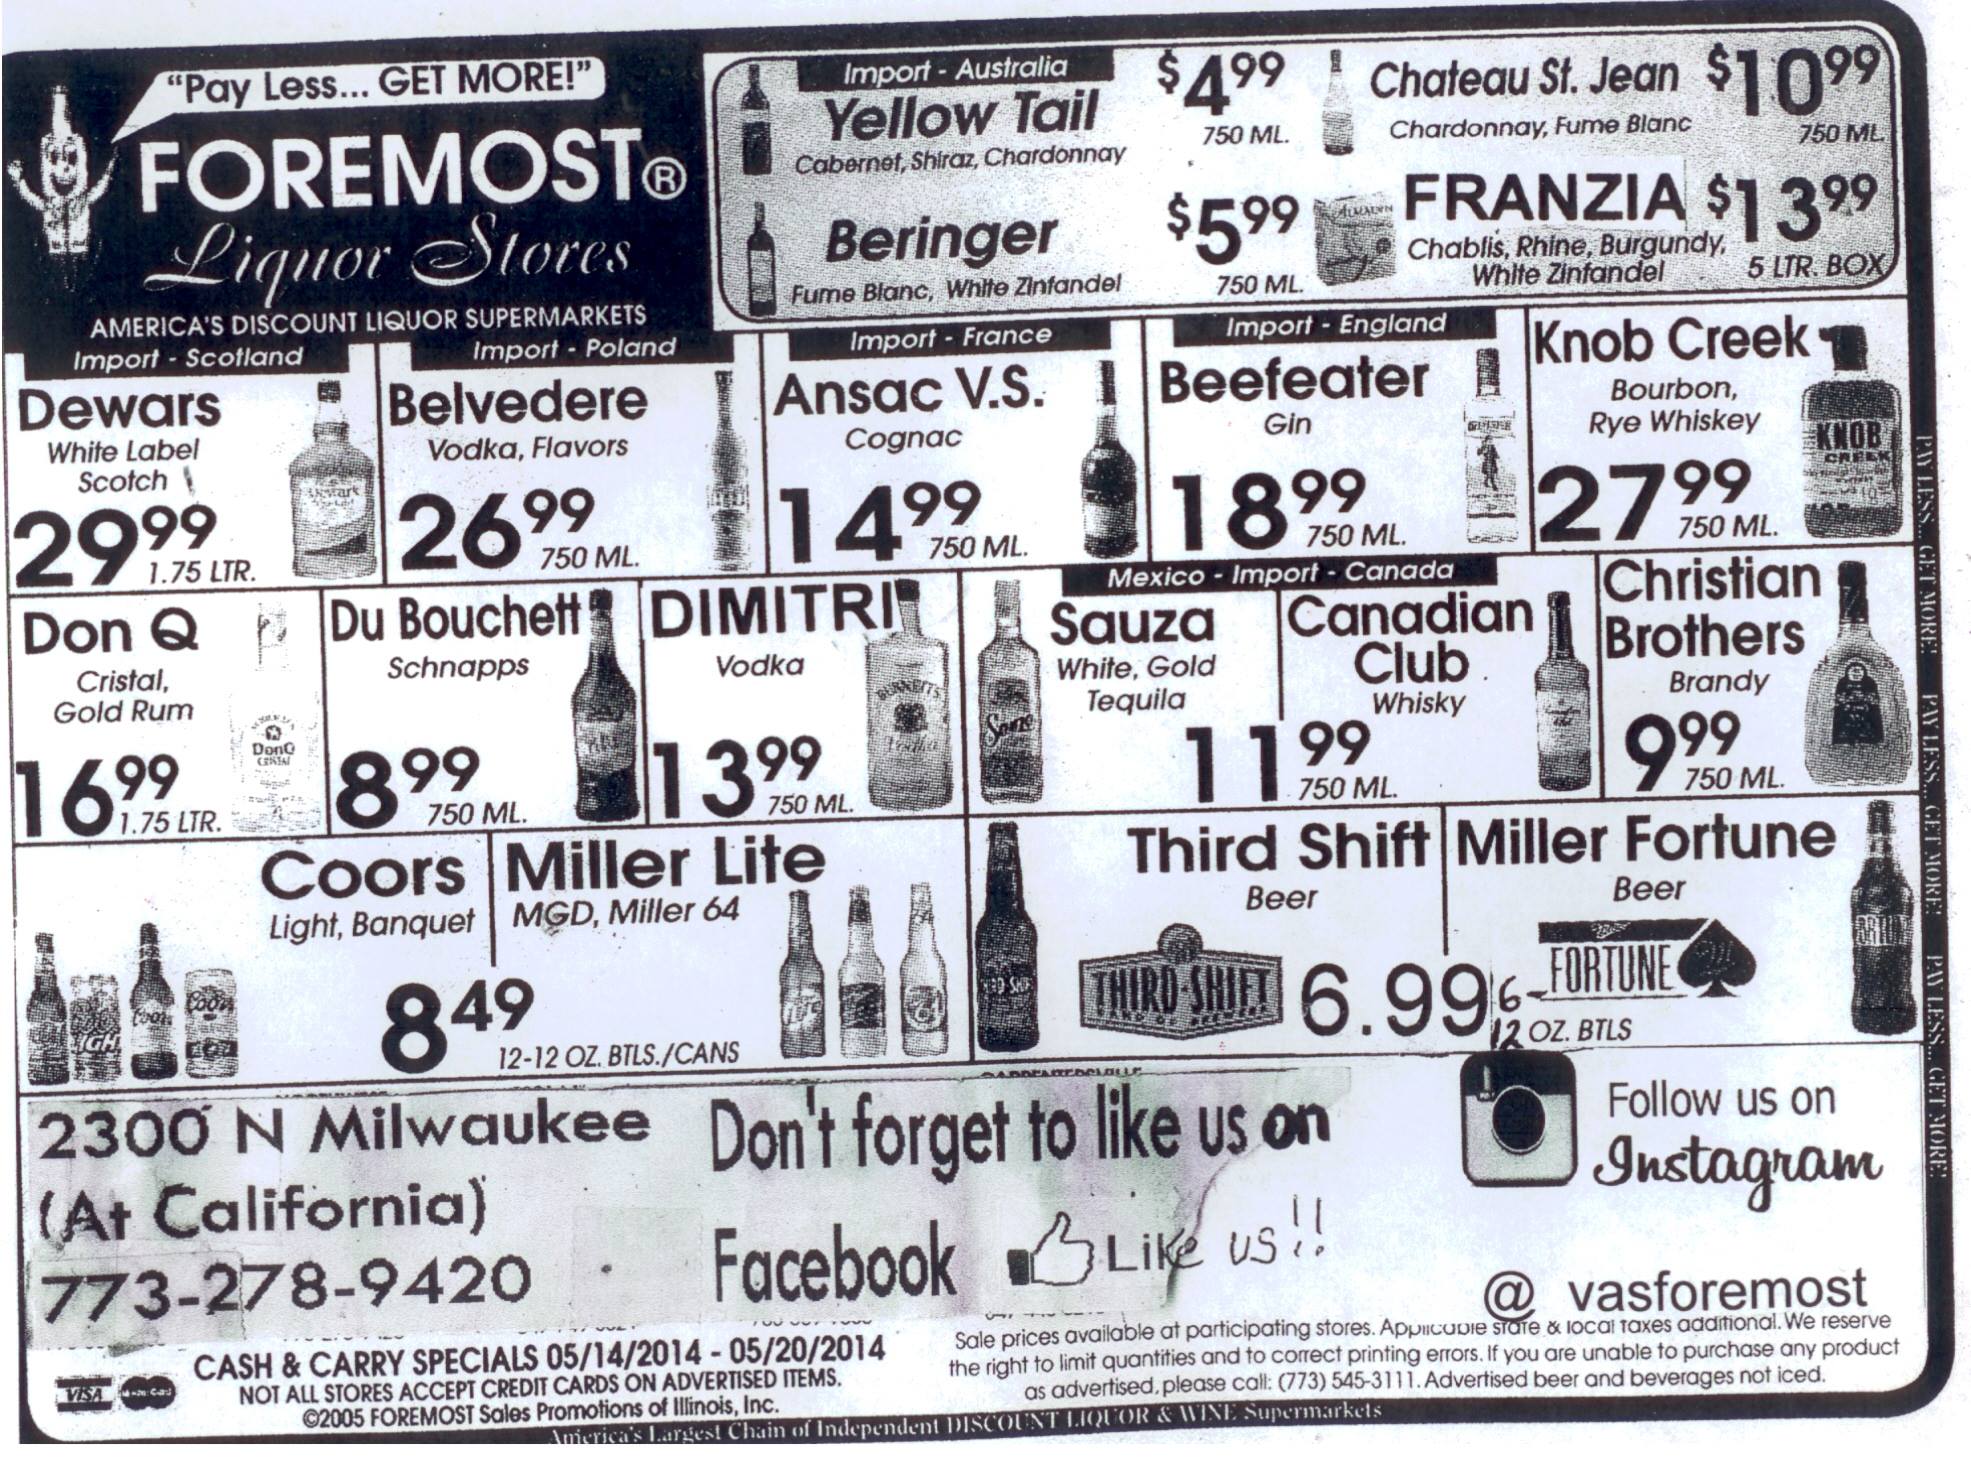 "Pay Less... GET MORE!"
FOREMOST®
Liquor Stores
AMERICA'S DISCOUNT LIQUOR SUPERMARKETS
Import - Australia
Yellow Tail
Cabernet, Shiraz, Chardonnay
$4.99
750 ML.
Chateau St. Jean
Chardonnay, Fume Blanc
$10.99
750 ML.
Beringer
Fume Blanc, White Zinfandel
$5.99
750 ML.
ALMADEN
FRANZIA
Chablis, Rhine, Burgundy,
White Zinfandel
$13.99
5 LTR. BOX
Import - Scotland
Dewars
White Label
Scotch
29.99
1.75 LTR.
Import - Poland
Belvedere
Vodka, Flavors
26.99
750 ML.
Import - France
Ansac V.S.
Cognac
14.99
750 ML.
Import - England
Beefeater
Gin
18.99
750 ML.
Knob Creek
Bourbon,
Rye Whiskey
27.99
750 ML.
KNOB
CREEK
Don Q
Cristal,
Gold Rum
16.99
1.75 LTR.
DonQ
CRISTAL
Du Bouchett
Schnapps
8.99
750 ML.
DIMITRI
Vodka
13.99
750 ML.
BURNETT'S
Vodka
Mexico - Import - Canada
Sauza
White, Gold
Tequila
Canadian
Club
Whisky
11.99
750 ML.
Christian
Brothers
Brandy
9.99
750 ML.
Coors
Light, Banquet
Miller Lite
MGD, Miller 64
8.49
12-12 OZ. BTLS./CANS
Third Shift
Beer
THIRD·SHIFT
Miller Fortune
Beer
FORTUNE
6.99
6-
12 OZ. BTLS
CARPENTERSVILLE
2300 N Milwaukee
(At California)
773-278-9420
Don't forget to like us on
Facebook
Like us!!
Follow us on
Instagram
@ vasforemost
VISA
MasterCard
CASH & CARRY SPECIALS 05/14/2014 - 05/20/2014
NOT ALL STORES ACCEPT CREDIT CARDS ON ADVERTISED ITEMS.
©2005 FOREMOST Sales Promotions of Illinois, Inc.
Sale prices available at participating stores. Applicable state & local taxes additional. We reserve
the right to limit quantities and to correct printing errors. If you are unable to purchase any product
as advertised, please call: (773) 545-3111. Advertised beer and beverages not iced.
America's Largest Chain of Independent DISCOUNT LIQUOR & WINE Supermarkets
PAY LESS... GET MORE! PAY LESS... GET MORE! PAY LESS... GET MORE!